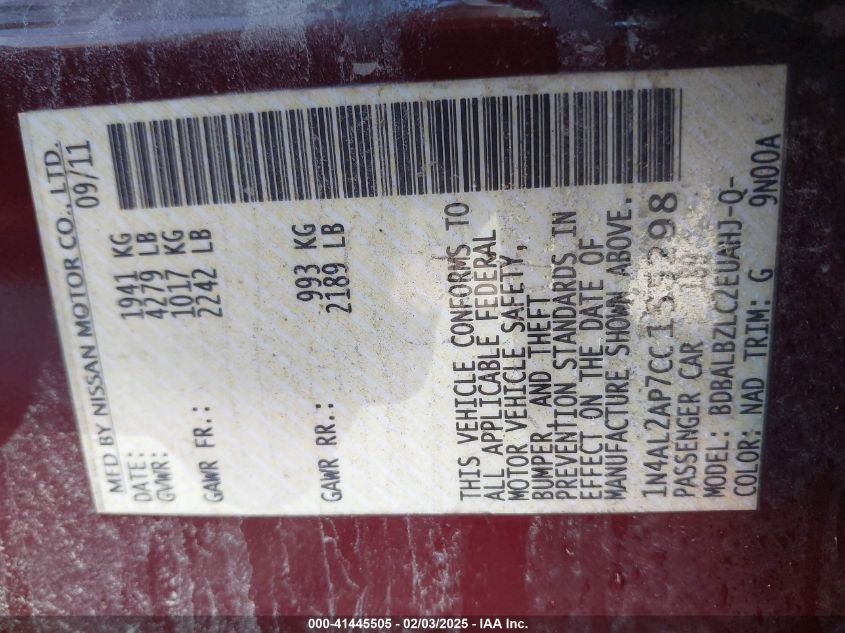 MFD BY NISSAN MOTOR CO., LTD.
DATE: 09/11
GVWR: 1941 KG
4279 LB
GAWR FR.: 1017 KG
2242 LB
GAWR RR.: 993 KG
2189 LB
THIS VEHICLE CONFORMS TO
ALL APPLICABLE FEDERAL
MOTOR VEHICLE SAFETY,
BUMPER AND THEFT
PREVENTION STANDARDS IN
EFFECT ON THE DATE OF
MANUFACTURE SHOWN ABOVE.
PASSENGER CAR
MODEL: BDBALBZLC2EUAHJ-Q-
COLOR: NAD TRIM: G 9N00A
000-41445505 - 02/03/2025 - IAA Inc.